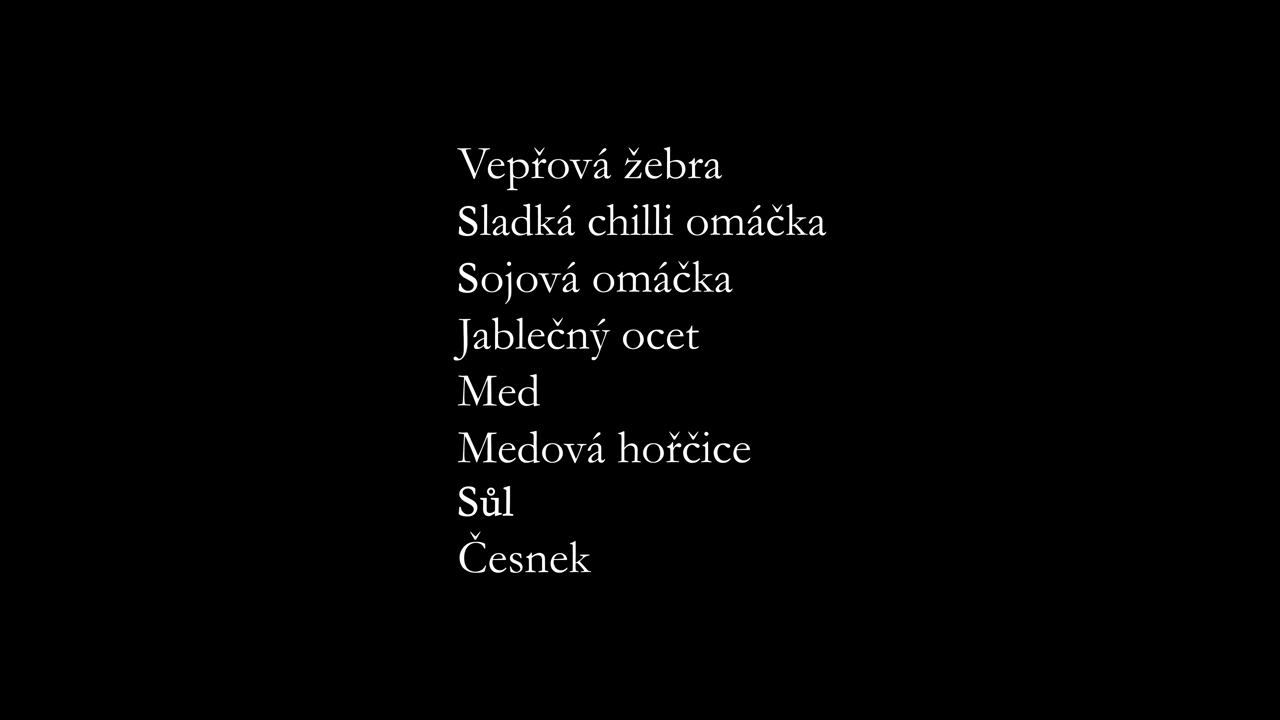 Vepřová žebra
Sladká chilli omáčka
Sojová omáčka
Jablečný ocet
Med
Medová hořčice
Sůl
Česnek